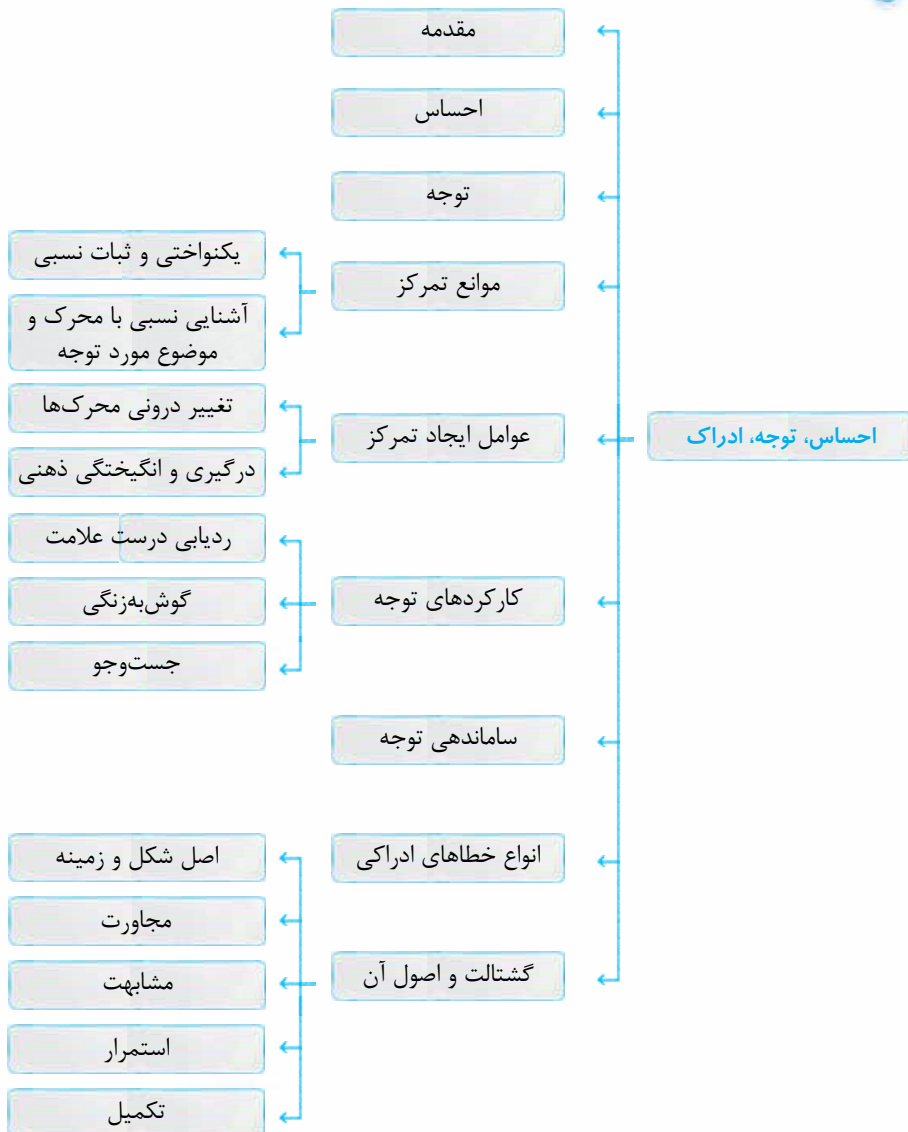 احساس، توجه، ادراک
مقدمه
احساس
توجه
موانع تمرکز
یکنواختی و ثبات نسبی
آشنایی نسبی با محرک و
موضوع مورد توجه
عوامل ایجاد تمرکز
تغییر درونی محرک‌ها
درگیری و انگیختگی ذهنی
کارکردهای توجه
ردیابی درست علامت
گوش‌به‌زنگی
جست‌وجو
ساماندهی توجه
انواع خطاهای ادراکی
گشتالت و اصول آن
اصل شکل و زمینه
مجاورت
مشابهت
استمرار
تکمیل